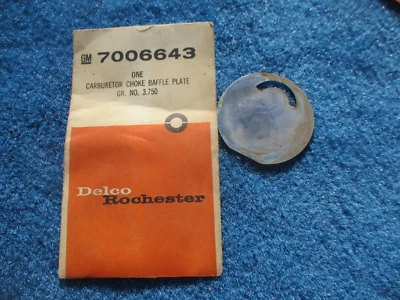 GM 7006643
ONE
CARBURETOR CHOKE BAFFLE PLATE
GR. NO. 3.750
Delco
Rochester